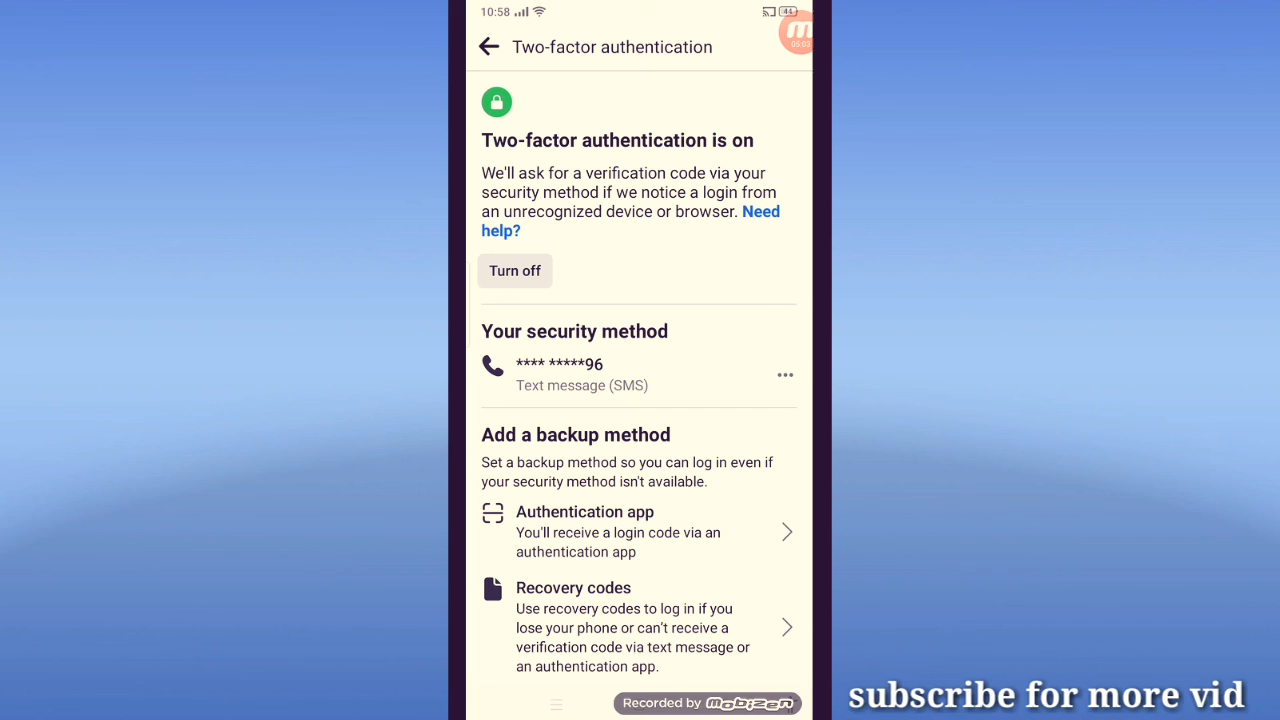 10:58
44
05:03
Two-factor authentication
Two-factor authentication is on
We'll ask for a verification code via your
security method if we notice a login from
an unrecognized device or browser. Need
help?
Turn off
Your security method
**** *****96
Text message (SMS)
Add a backup method
Set a backup method so you can log in even if
your security method isn't available.
Authentication app
You'll receive a login code via an
authentication app
Recovery codes
Use recovery codes to log in if you
lose your phone or can't receive a
verification code via text message or
an authentication app.
Recorded by mobizen
subscribe for more vid